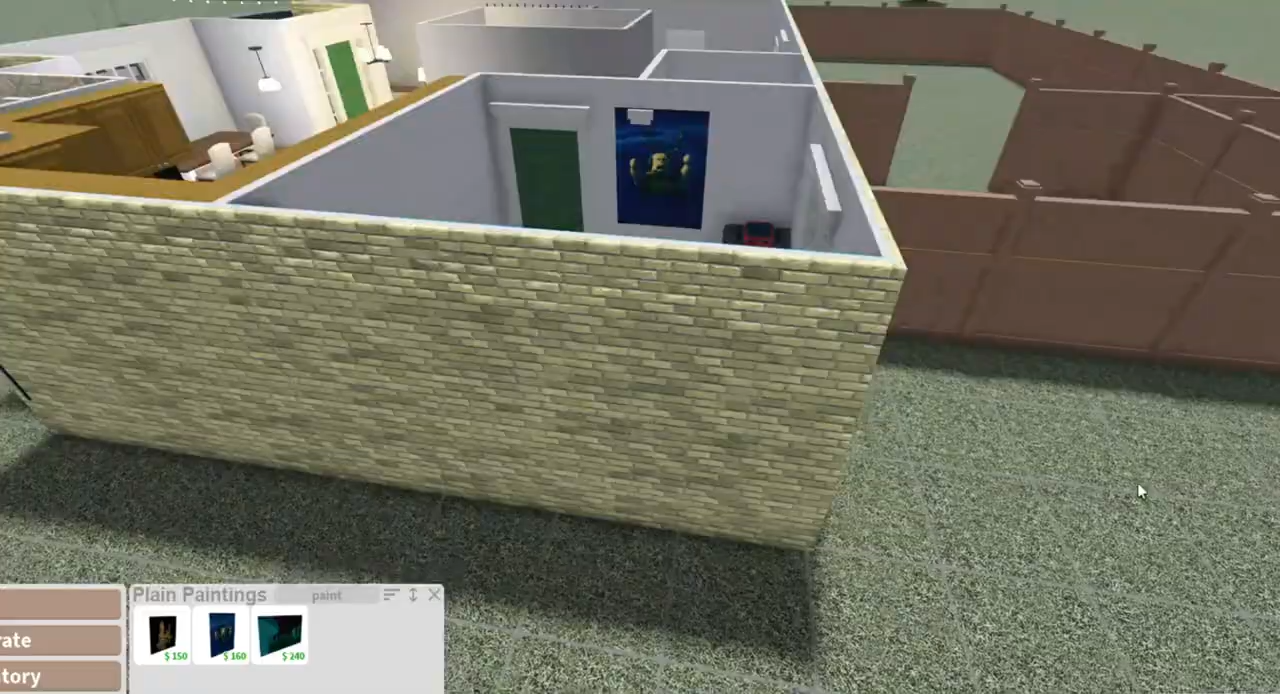 Plain Paintings
paint
$ 150
$ 160
$ 240
rate
tory